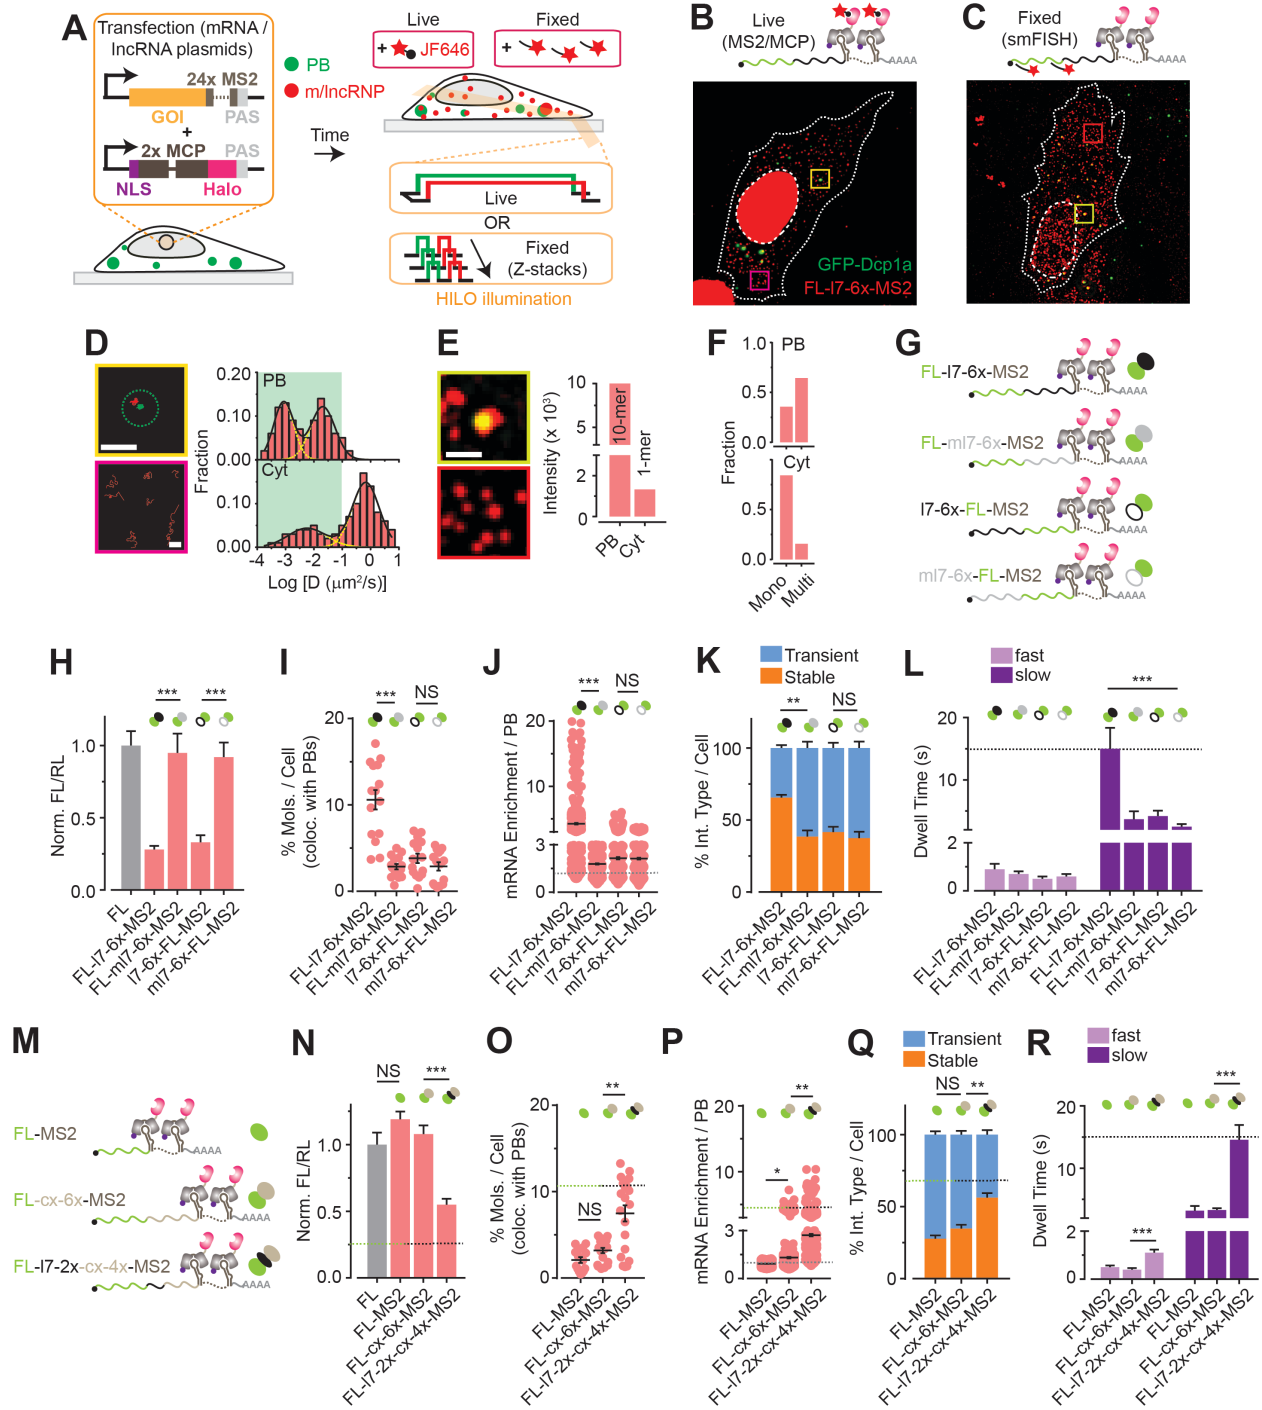 A
Transfection (mRNA /
lncRNA plasmids)
24x MS2
GOI
PAS
+
2x MCP
PAS
NLS
Halo
PB
m/lncRNP
Time
Live
+ JF646
Fixed
+
Live
OR
Fixed
(Z-stacks)
HILO illumination
B
Live
(MS2/MCP)
AAAA
GFP-Dcp1a
FL-l7-6x-MS2
C
Fixed
(smFISH)
AAAA
D
Fraction
0.20
0.10
0.00
PB
0.10
0.00
Cyt
-4 -3 -2 -1 0 1
Log [D (µm²/s)]
E
Intensity (x 10³)
10
5
2
0
10-mer
1-mer
PB
Cyt
F
Fraction
1.0
0.5
0.0
PB
1.0
0.5
0.0
Cyt
Mono
Multi
G
FL-l7-6x-MS2
AAAA
FL-ml7-6x-MS2
AAAA
l7-6x-FL-MS2
AAAA
ml7-6x-FL-MS2
AAAA
H
Norm. FL/RL
1.0
0.5
0.0
*** ***
FL
FL-l7-6x-MS2
FL-ml7-6x-MS2
l7-6x-FL-MS2
ml7-6x-FL-MS2
I
% Mols. / Cell
(coloc. with PBs)
20
10
0
*** NS
FL-l7-6x-MS2
FL-ml7-6x-MS2
l7-6x-FL-MS2
ml7-6x-FL-MS2
J
mRNA Enrichment / PB
20
10
3
0
*** NS
FL-l7-6x-MS2
FL-ml7-6x-MS2
l7-6x-FL-MS2
ml7-6x-FL-MS2
K
Transient
Stable
% Int. Type / Cell
100
50
0
** NS
FL-l7-6x-MS2
FL-ml7-6x-MS2
l7-6x-FL-MS2
ml7-6x-FL-MS2
L
fast
slow
Dwell Time (s)
20
10
2
0
***
FL-l7-6x-MS2
FL-ml7-6x-MS2
l7-6x-FL-MS2
ml7-6x-FL-MS2
FL-l7-6x-MS2
FL-ml7-6x-MS2
l7-6x-FL-MS2
ml7-6x-FL-MS2
M
FL-MS2
AAAA
FL-cx-6x-MS2
AAAA
FL-l7-2x-cx-4x-MS2
AAAA
N
Norm. FL/RL
1.0
0.5
0.0
NS ***
FL
FL-MS2
FL-cx-6x-MS2
FL-l7-2x-cx-4x-MS2
O
% Mols. / Cell
(coloc. with PBs)
20
10
0
**
NS
FL-MS2
FL-cx-6x-MS2
FL-l7-2x-cx-4x-MS2
P
mRNA Enrichment / PB
20
10
3
0
**
*
FL-MS2
FL-cx-6x-MS2
FL-l7-2x-cx-4x-MS2
Q
Transient
Stable
% Int. Type / Cell
100
50
0
NS **
FL-MS2
FL-cx-6x-MS2
FL-l7-2x-cx-4x-MS2
R
fast
slow
Dwell Time (s)
20
10
2
0
***
***
FL-MS2
FL-cx-6x-MS2
FL-l7-2x-cx-4x-MS2
FL-MS2
FL-cx-6x-MS2
FL-l7-2x-cx-4x-MS2